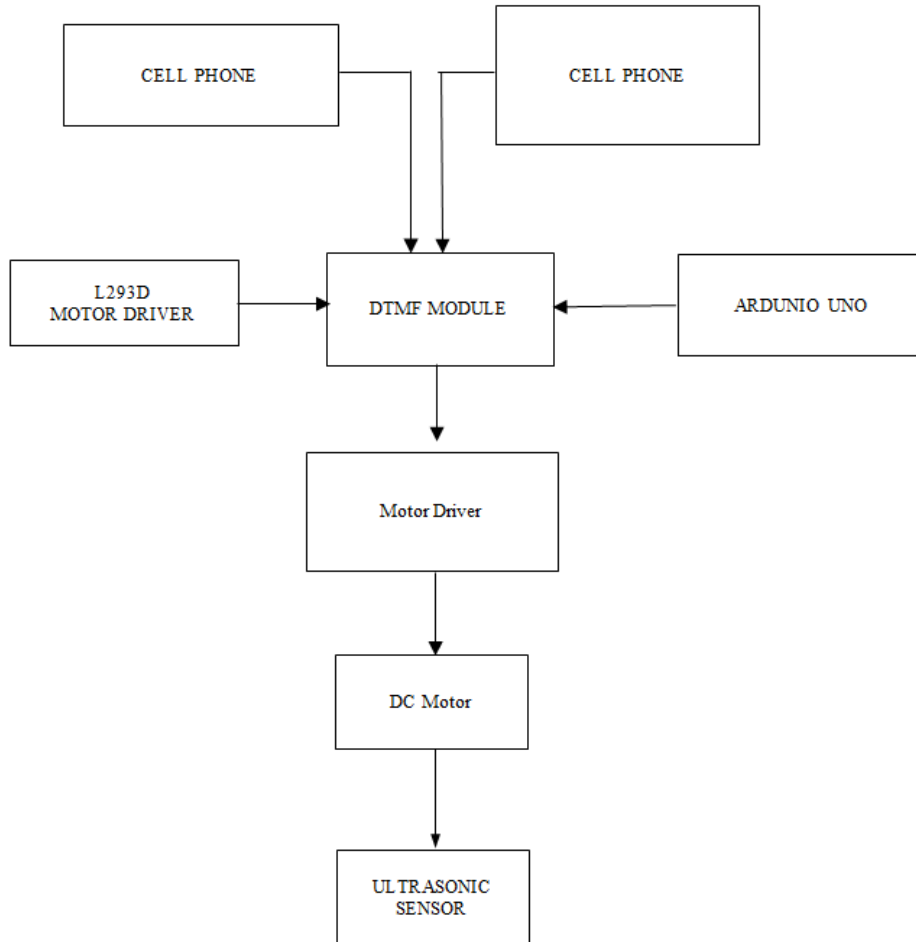 CELL PHONE
CELL PHONE
L293D
MOTOR DRIVER
DTMF MODULE
ARDUNIO UNO
Motor Driver
DC Motor
ULTRASONIC
SENSOR